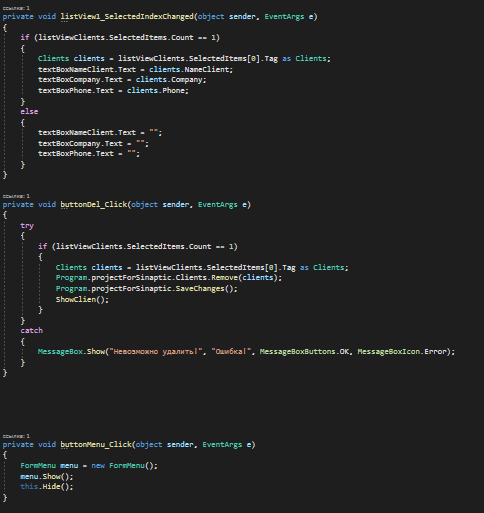 ссылка: 1
private void listView1_SelectedIndexChanged(object sender, EventArgs e)
{
if (listViewClients.SelectedItems.Count == 1)
{
Clients clients = listViewClients.SelectedItems[0].Tag as Clients;
textBoxNameClient.Text = clients.NameClient;
textBoxCompany.Text = clients.Company;
textBoxPhone.Text = clients.Phone;
}
else
{
textBoxNameClient.Text = "";
textBoxCompany.Text = "";
textBoxPhone.Text = "";
}
}
ссылка: 1
private void buttonDel_Click(object sender, EventArgs e)
{
try
{
if (listViewClients.SelectedItems.Count == 1)
{
Clients clients = listViewClients.SelectedItems[0].Tag as Clients;
Program.projectForSinaptic.Clients.Remove(clients);
Program.projectForSinaptic.SaveChanges();
ShowClien();
}
}
catch
{
MessageBox.Show("Невозможно удалить!", "Ошибка!", MessageBoxButtons.OK, MessageBoxIcon.Error);
}
}
ссылка: 1
private void buttonMenu_Click(object sender, EventArgs e)
{
FormMenu menu = new FormMenu();
menu.Show();
this.Hide();
}